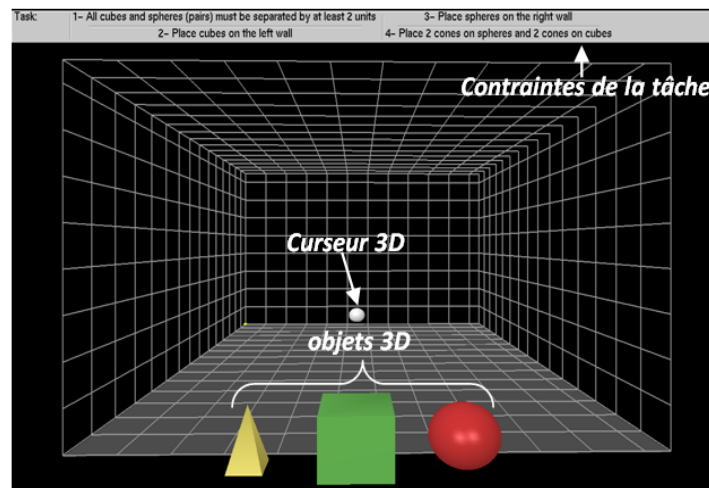 Task:
1- All cubes and spheres (pairs) must be separated by at least 2 units
3- Place spheres on the right wall
2- Place cubes on the left wall
4- Place 2 cones on spheres and 2 cones on cubes
Contraintes de la tâche
Curseur 3D
objets 3D